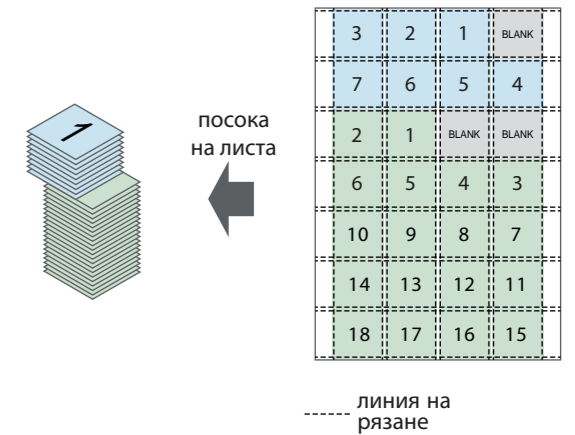 3 2 1 BLANK
7 6 5 4
2 1 BLANK BLANK
6 5 4 3
10 9 8 7
14 13 12 11
18 17 16 15
1
посока
на листа
линия на
рязане